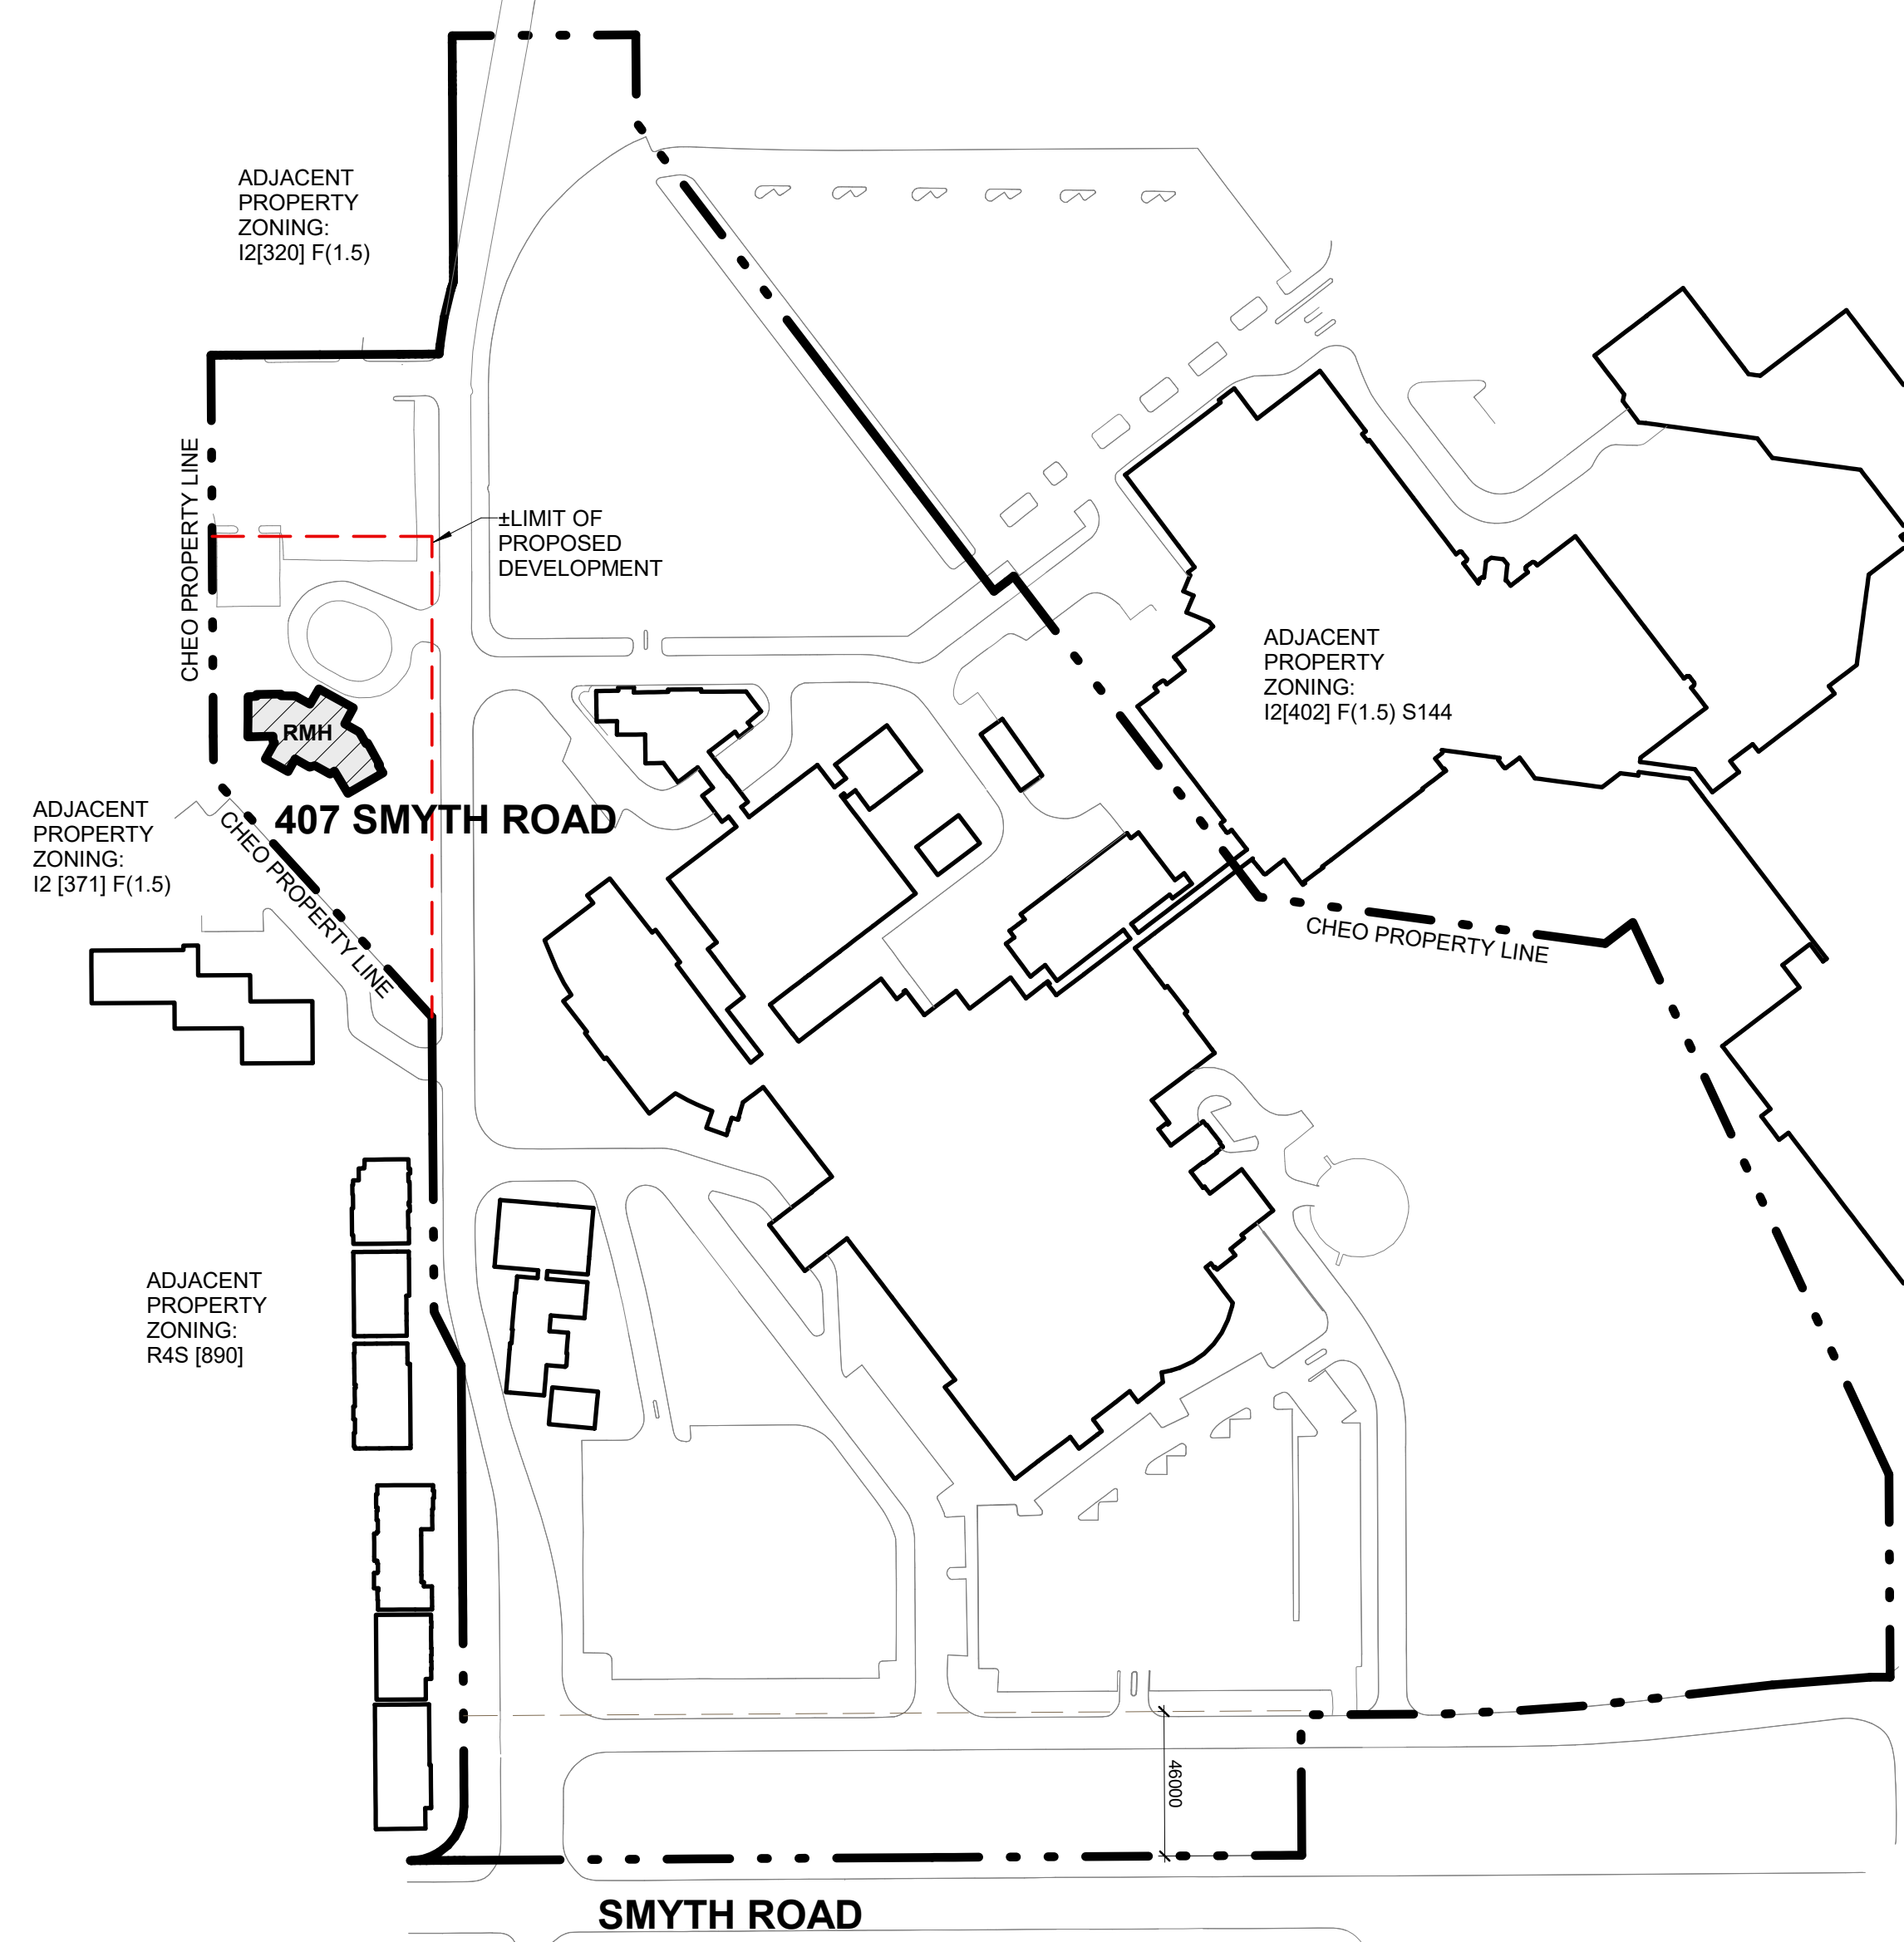 ADJACENT
PROPERTY
ZONING:
I2[320] F(1.5)
CHEO PROPERTY LINE
±LIMIT OF
PROPOSED
DEVELOPMENT
ADJACENT
PROPERTY
ZONING:
I2[402] F(1.5) S144
RMH
407 SMYTH ROAD
ADJACENT
PROPERTY
ZONING:
I2 [371] F(1.5)
CHEO PROPERTY LINE
CHEO PROPERTY LINE
ADJACENT
PROPERTY
ZONING:
R4S [890]
46000
SMYTH ROAD